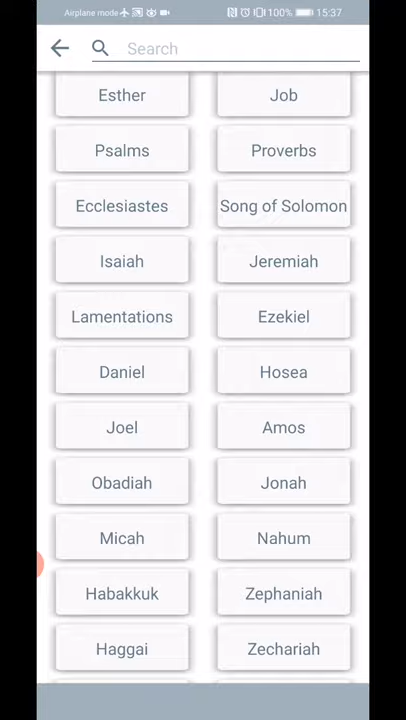 Airplane mode 100% 15:37
Search
Esther Job
Psalms Proverbs
Ecclesiastes Song of Solomon
Isaiah Jeremiah
Lamentations Ezekiel
Daniel Hosea
Joel Amos
Obadiah Jonah
Micah Nahum
Habakkuk Zephaniah
Haggai Zechariah